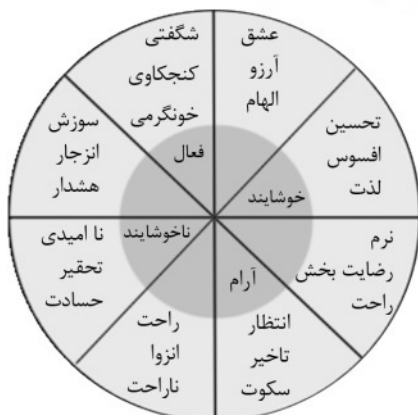 شگفتی
کنجکاوی
خونگرمی
عشق
آرزو
الهام
تحسین
افسوس
لذت
نرم
رضایت بخش
راحت
انتظار
تاخیر
سکوت
راحت
انزوا
ناراحت
نا امیدی
تحقیر
حسادت
سوزش
انزجار
هشدار
فعال
خوشایند
آرام
ناخوشایند